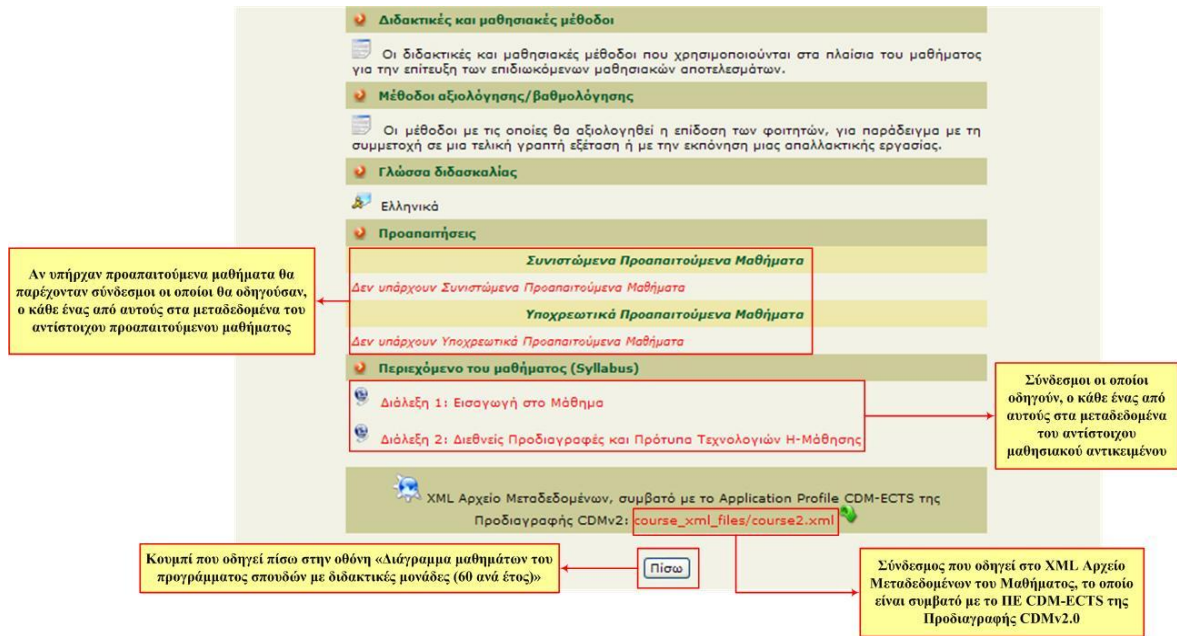 Διδακτικές και μαθησιακές μέθοδοι
Οι διδακτικές και μαθησιακές μέθοδοι που χρησιμοποιούνται στα πλαίσια του μαθήματος
για την επίτευξη των επιδιωκόμενων μαθησιακών αποτελεσμάτων.
Μέθοδοι αξιολόγησης/βαθμολόγησης
Οι μέθοδοι με τις οποίες θα αξιολογηθεί η επίδοση των φοιτητών, για παράδειγμα με τη
συμμετοχή σε μια τελική γραπτή εξέταση ή με την εκπόνηση μιας απαλλακτικής εργασίας.
Γλώσσα διδασκαλίας
Ελληνικά
Προαπαιτήσεις
Συνιστώμενα Προαπαιτούμενα Μαθήματα
Δεν υπάρχουν Συνιστώμενα Προαπαιτούμενα Μαθήματα
Υποχρεωτικά Προαπαιτούμενα Μαθήματα
Δεν υπάρχουν Υποχρεωτικά Προαπαιτούμενα Μαθήματα
Αν υπήρχαν προαπαιτούμενα μαθήματα θα
παρέχονταν σύνδεσμοι οι οποίοι θα οδηγούσαν,
ο κάθε ένας από αυτούς στα μεταδεδομένα του
αντίστοιχου προαπαιτούμενου μαθήματος
Περιεχόμενο του μαθήματος (Syllabus)
Διάλεξη 1: Εισαγωγή στο Μάθημα
Διάλεξη 2: Διεθνείς Προδιαγραφές και Πρότυπα Τεχνολογιών Η-Μάθησης
Σύνδεσμοι οι οποίοι
οδηγούν, ο κάθε ένας από
αυτούς στα μεταδεδομένα
του αντίστοιχου
μαθησιακού αντικειμένου
XML Αρχείο Μεταδεδομένων, συμβατό με το Application Profile CDM-ECTS της
Προδιαγραφής CDMv2: course_xml_files/course2.xml
Κουμπί που οδηγεί πίσω στην οθόνη «Διάγραμμα μαθημάτων του
προγράμματος σπουδών με διδακτικές μονάδες (60 ανά έτος)»
Πίσω
Σύνδεσμος που οδηγεί στο XML Αρχείο
Μεταδεδομένων του Μαθήματος, το οποίο
είναι συμβατό με το ΠΕ CDM-ECTS της
Προδιαγραφής CDMv2.0